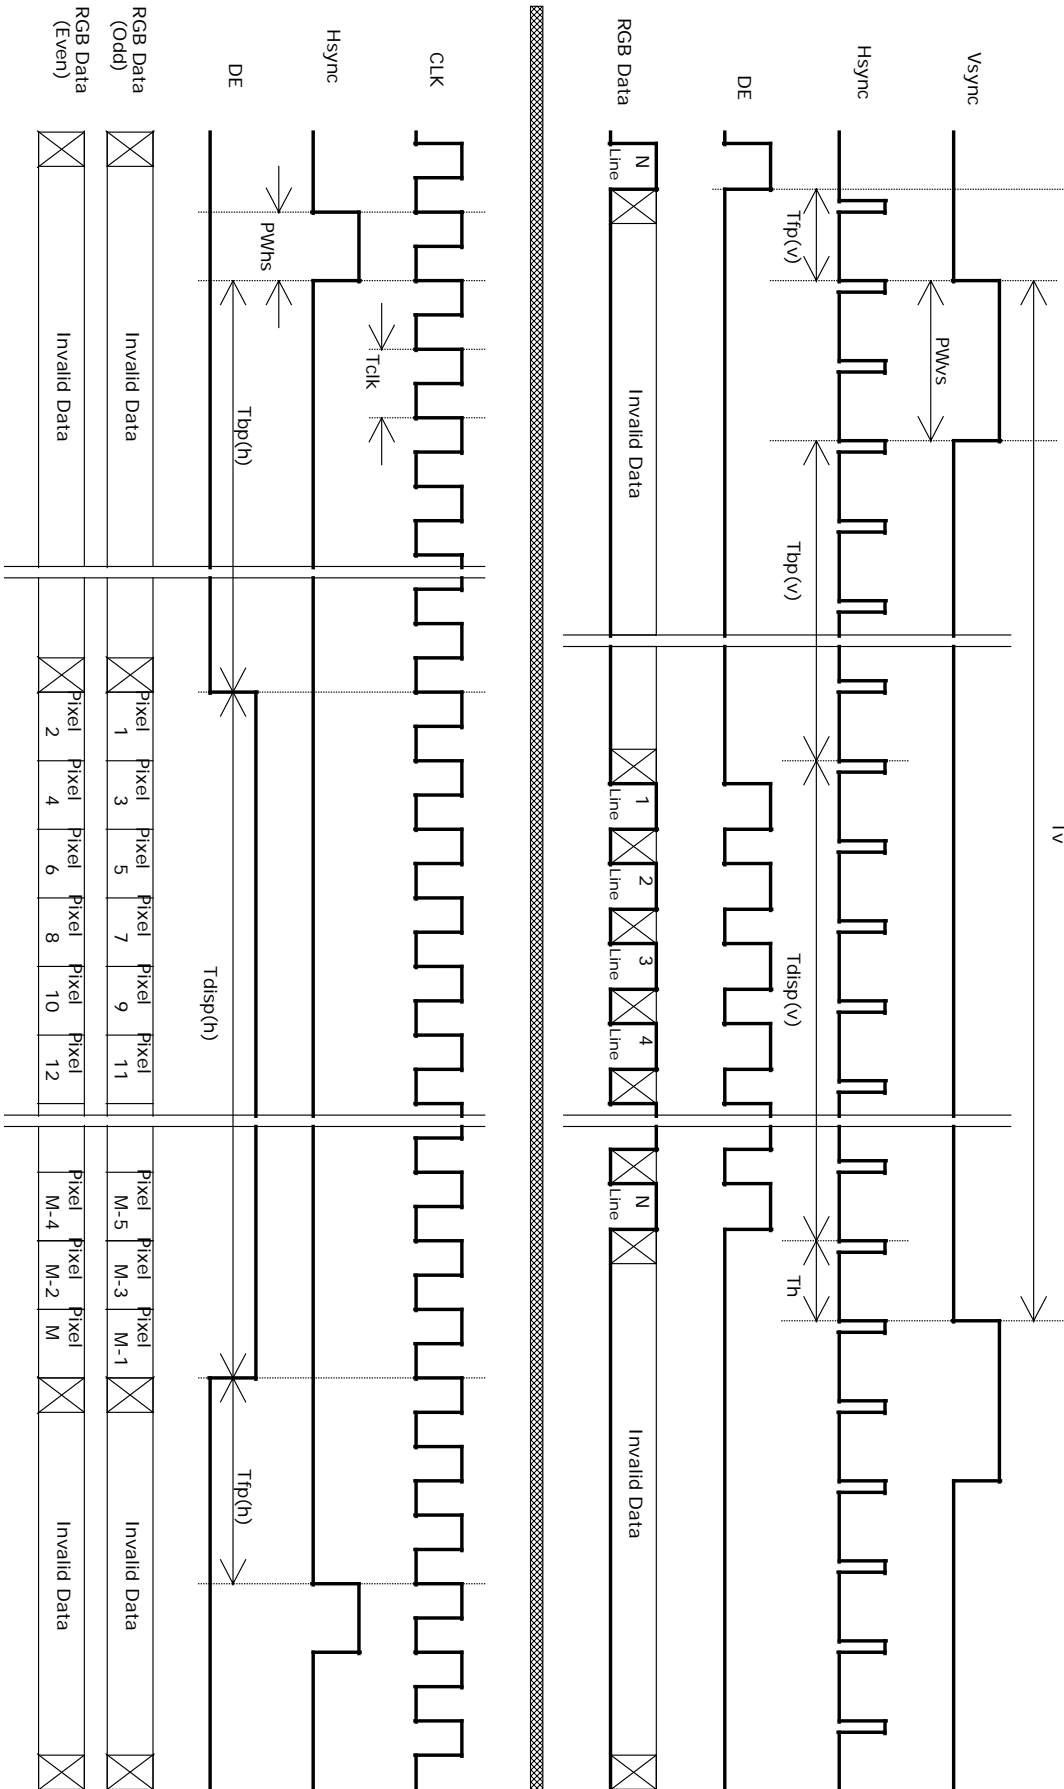 Tv
Vsync
PWvs
Hsync
Tfp(v)
Tbp(v)
Tdisp(v)
Th
DE
RGB Data
N
Line
Invalid Data
1
Line
2
Line
3
Line
4
Line
N
Line
Invalid Data
CLK
Tclk
Hsync
PWhs
DE
Tbp(h)
Tdisp(h)
Tfp(h)
RGB Data
(Odd)
Invalid Data
Pixel
1
Pixel
3
Pixel
5
Pixel
7
Pixel
9
Pixel
11
Pixel
M-5
Pixel
M-3
Pixel
M-1
Invalid Data
RGB Data
(Even)
Invalid Data
Pixel
2
Pixel
4
Pixel
6
Pixel
8
Pixel
10
Pixel
12
Pixel
M-4
Pixel
M-2
Pixel
M
Invalid Data